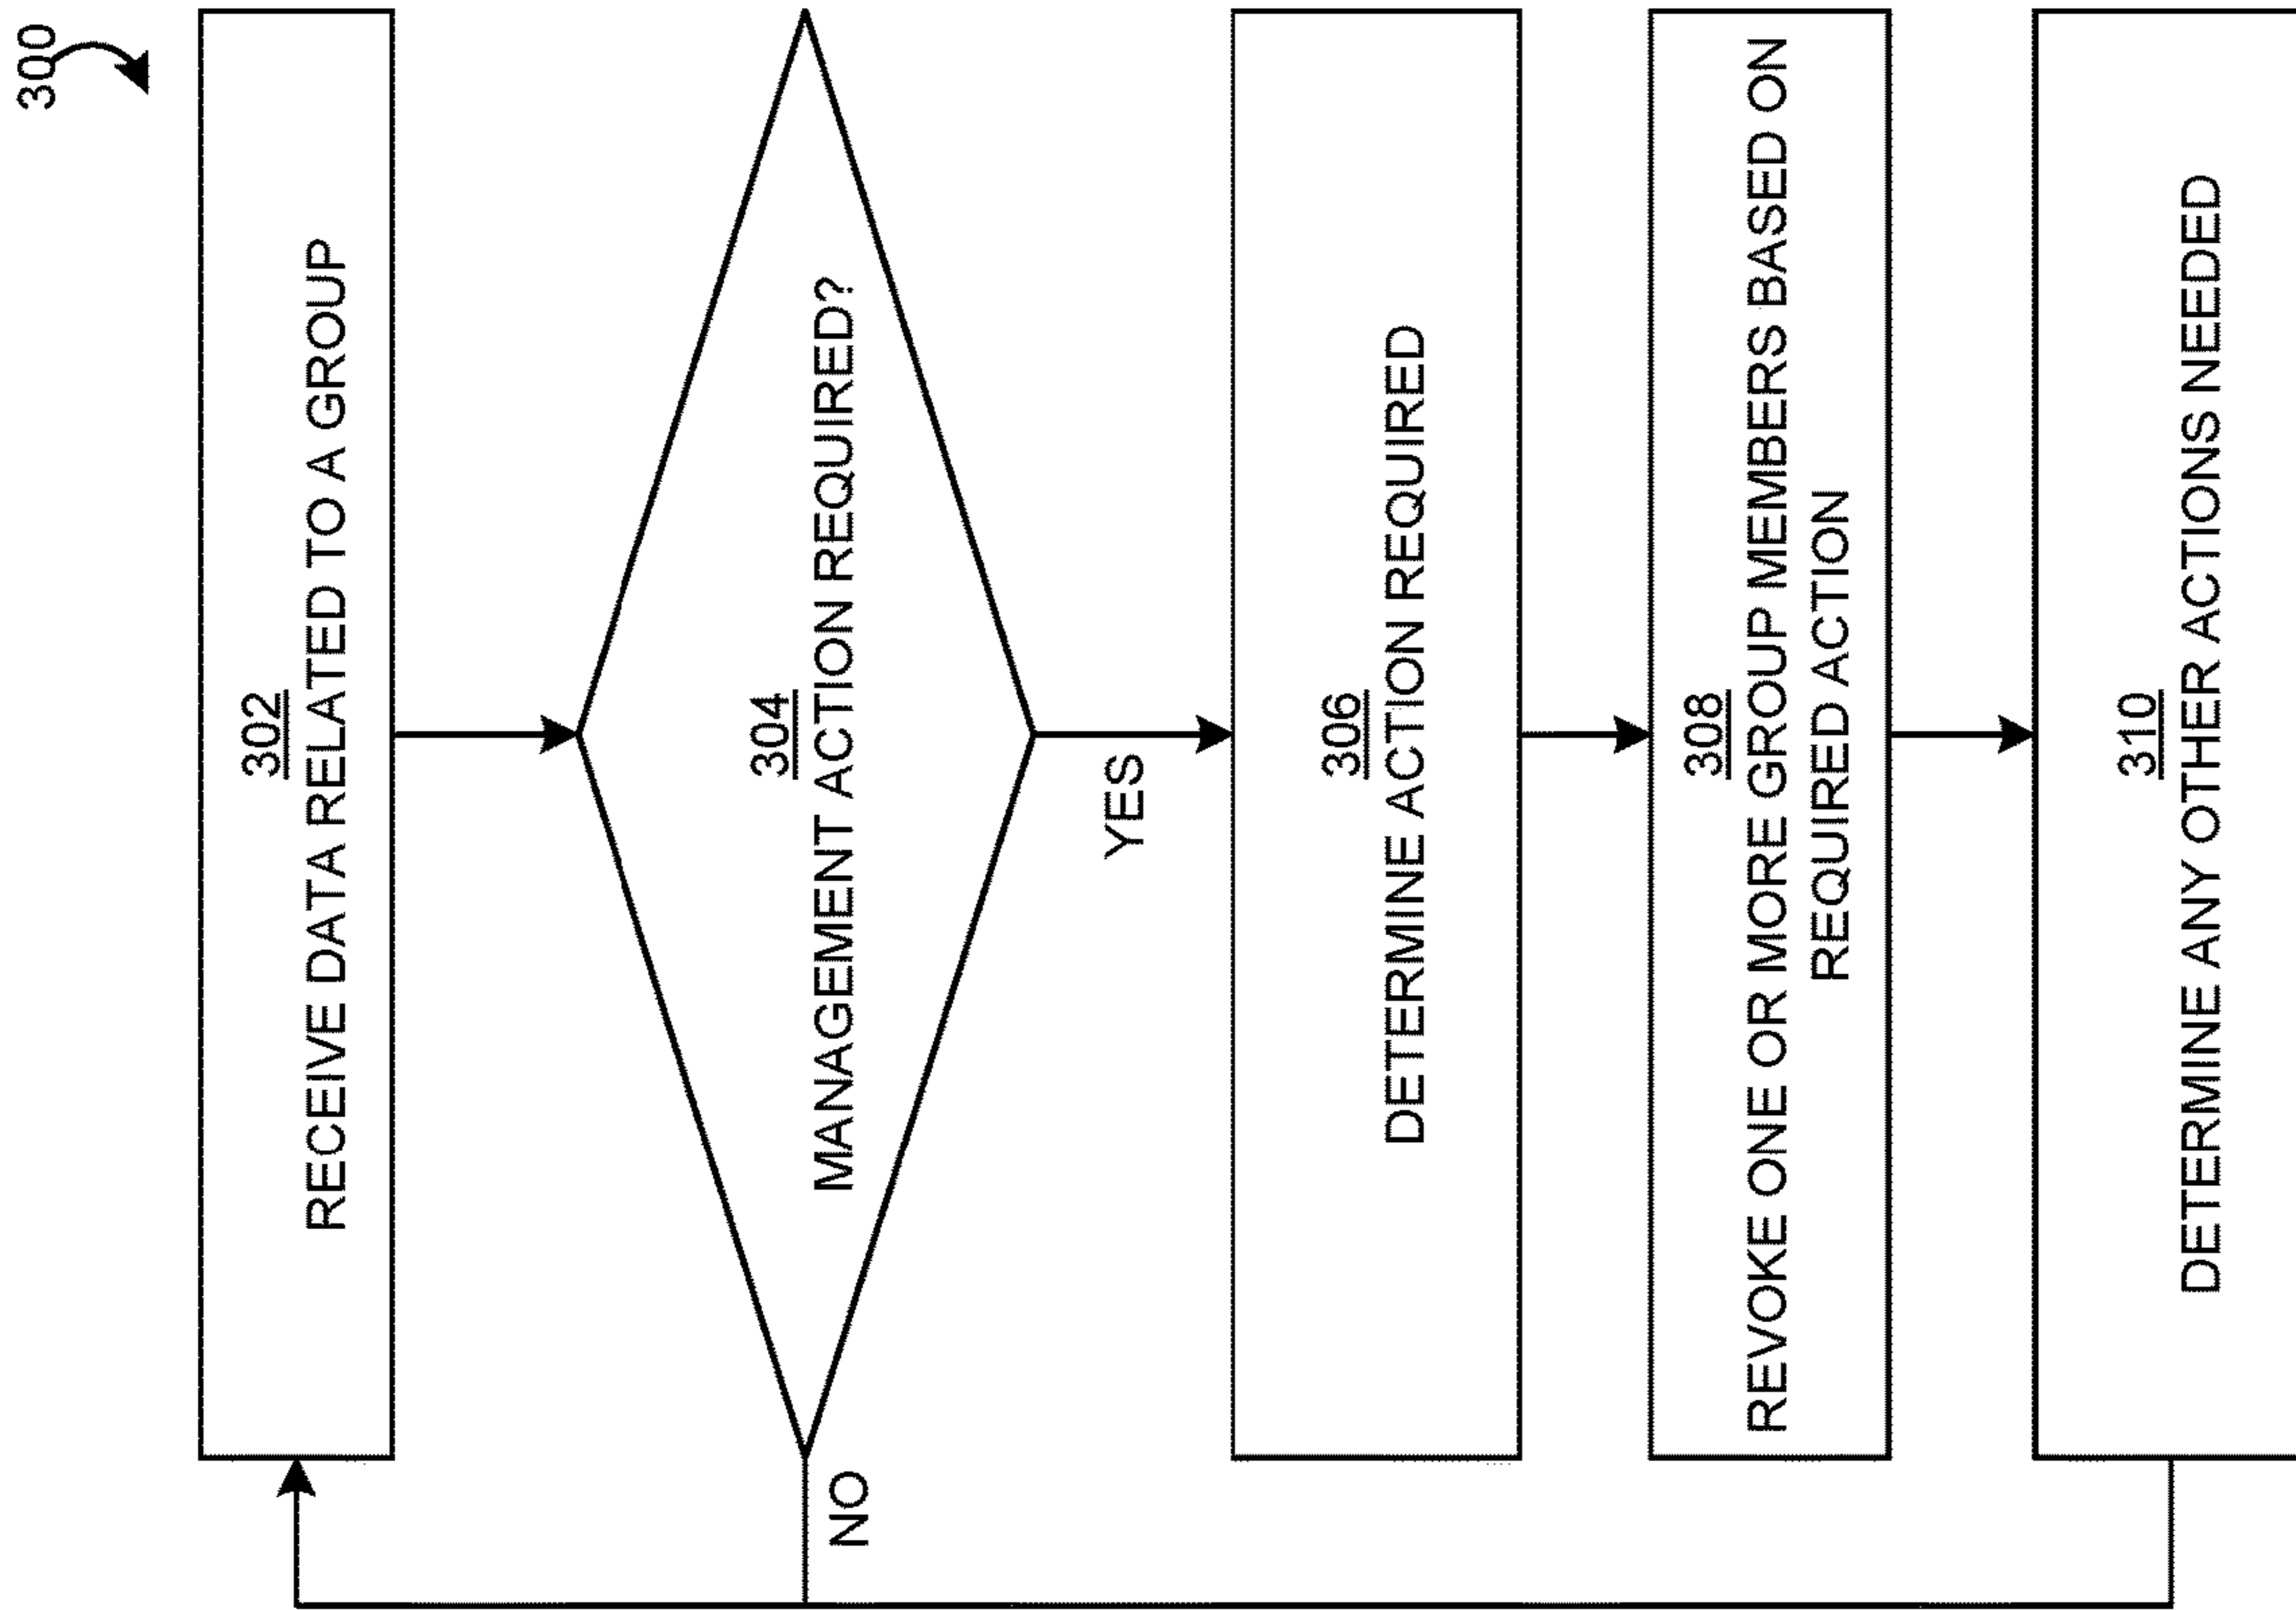 300
302
RECEIVE DATA RELATED TO A GROUP
304
MANAGEMENT ACTION REQUIRED?
NO
YES
306
DETERMINE ACTION REQUIRED
308
REVOKE ONE OR MORE GROUP MEMBERS BASED ON
REQUIRED ACTION
310
DETERMINE ANY OTHER ACTIONS NEEDED